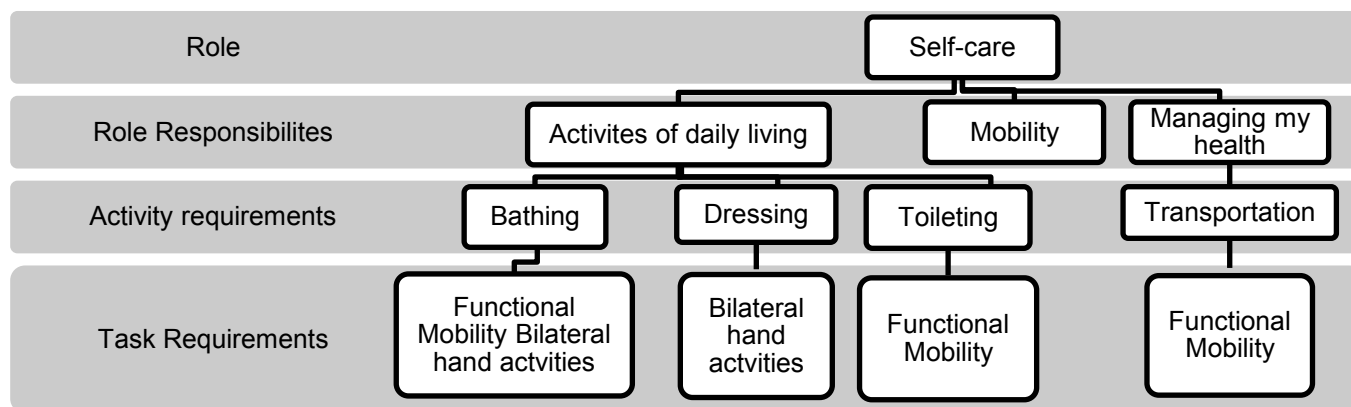 Role
Self-care
Role Responsibilites
Activites of daily living
Mobility
Managing my
health
Activity requirements
Bathing
Dressing
Toileting
Transportation
Task Requirements
Functional
Mobility Bilateral
hand actvities
Bilateral
hand
actvities
Functional
Mobility
Functional
Mobility